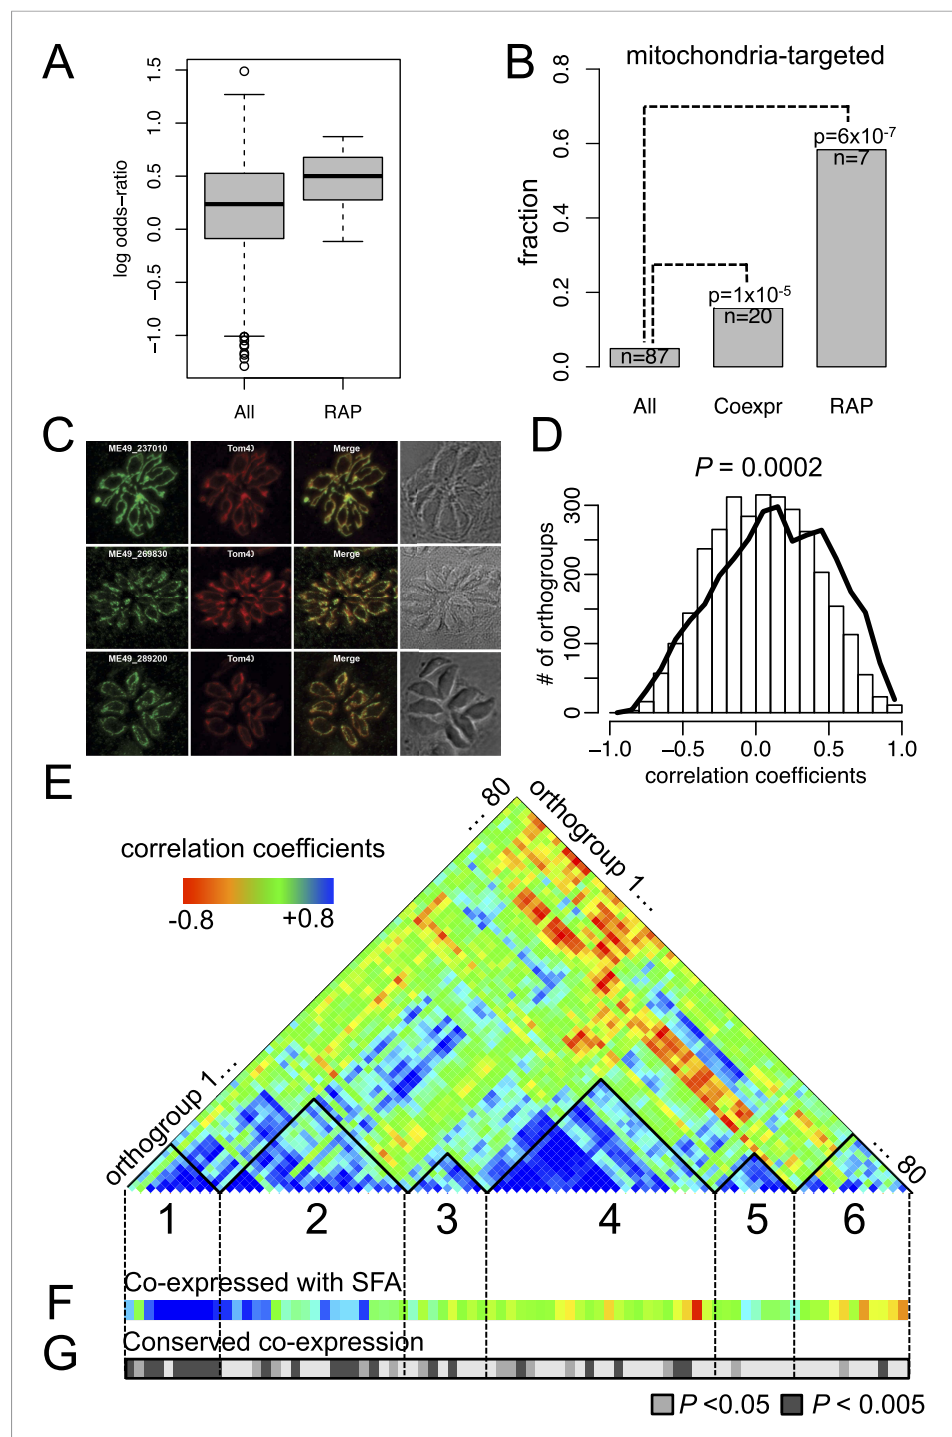 A
1.5
1.0
0.5
0.0
−0.5
−1.0
log odds−ratio
All
RAP
B
mitochondria-targeted
0.8
0.6
0.4
0.2
0.0
fraction
p=6x10-7
n=7
p=1x10-5
n=20
n=87
All
Coexpr
RAP
C
ME49_237010
Tom40
Merge
ME49_269830
Tom40
Merge
ME49_289200
Tom40
Merge
D
P = 0.0002
300
200
100
0
# of orthogroups
−1.0
−0.5
0.0
0.5
1.0
correlation coefficients
E
correlation coefficients
-0.8
+0.8
... 80
orthogroup 1...
orthogroup 1...
... 80
1
2
3
4
5
6
F
Co-expressed with SFA
G
Conserved co-expression
P <0.05
P < 0.005